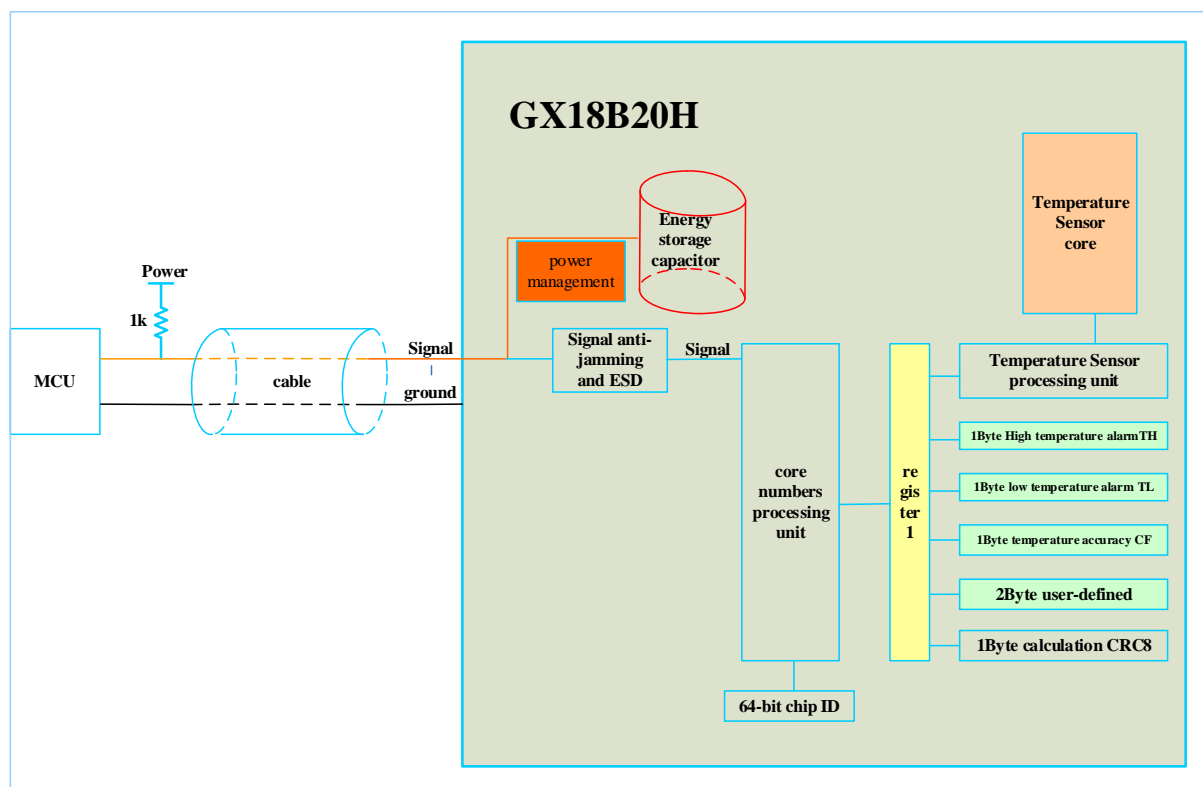 GX18B20H
Temperature
Sensor
core
Energy
storage
capacitor
power
management
Power
1k
MCU
cable
Signal
ground
Signal anti-
jamming
and ESD
Signal
Temperature Sensor
processing unit
core
numbers
processing
unit
re
gis
ter
1
1Byte High temperature alarmTH
1Byte low temperature alarm TL
1Byte temperature accuracy CF
2Byte user-defined
1Byte calculation CRC8
64-bit chip ID